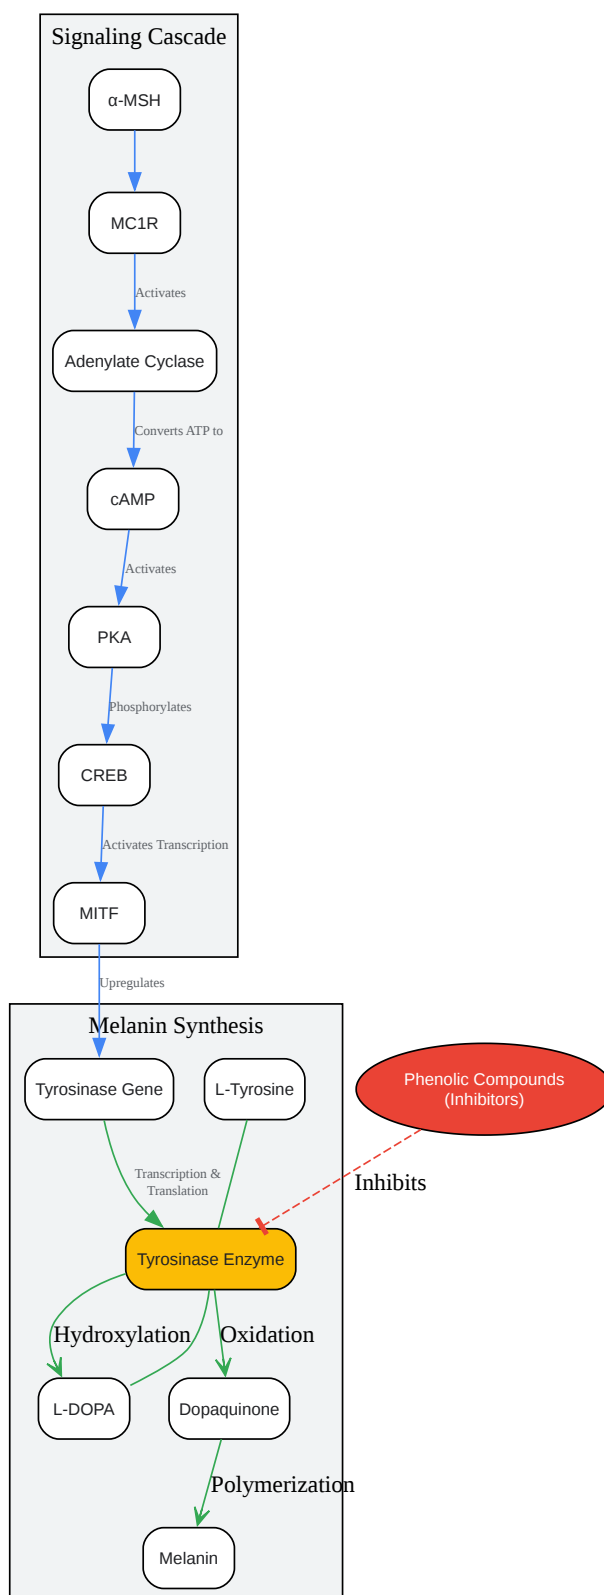 Signaling Cascade
α-MSH
MC1R
Activates
Adenylate Cyclase
Converts ATP to
cAMP
Activates
PKA
Phosphorylates
CREB
Activates Transcription
MITF
Upregulates
Melanin Synthesis
Tyrosinase Gene
L-Tyrosine
Phenolic Compounds
(Inhibitors)
Transcription &
Translation
Inhibits
Tyrosinase Enzyme
Hydroxylation
Oxidation
L-DOPA
Dopaquinone
Polymerization
Melanin